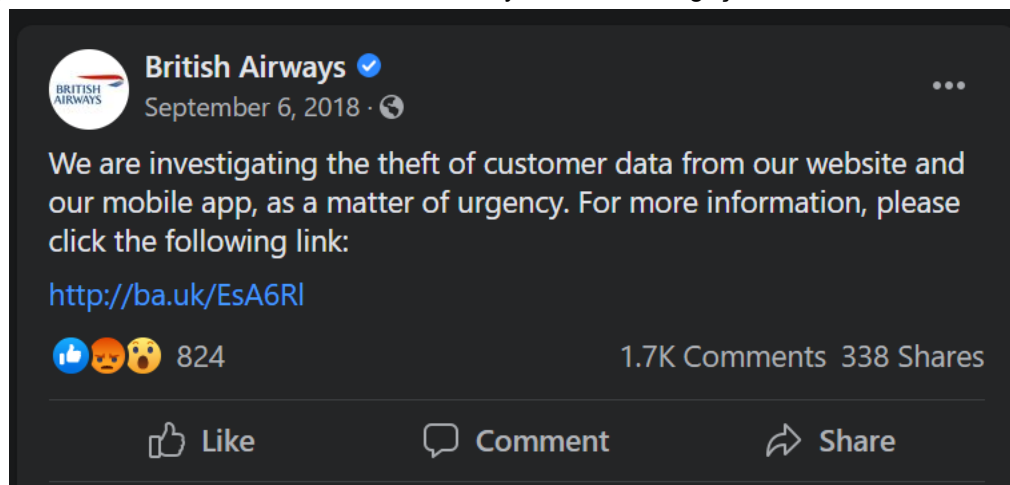 British Airways
BRITISH
AIRWAYS
September 6, 2018 ·
We are investigating the theft of customer data from our website and
our mobile app, as a matter of urgency. For more information, please
click the following link:
http://ba.uk/EsA6Rl
824 1.7K Comments 338 Shares
Like Comment Share